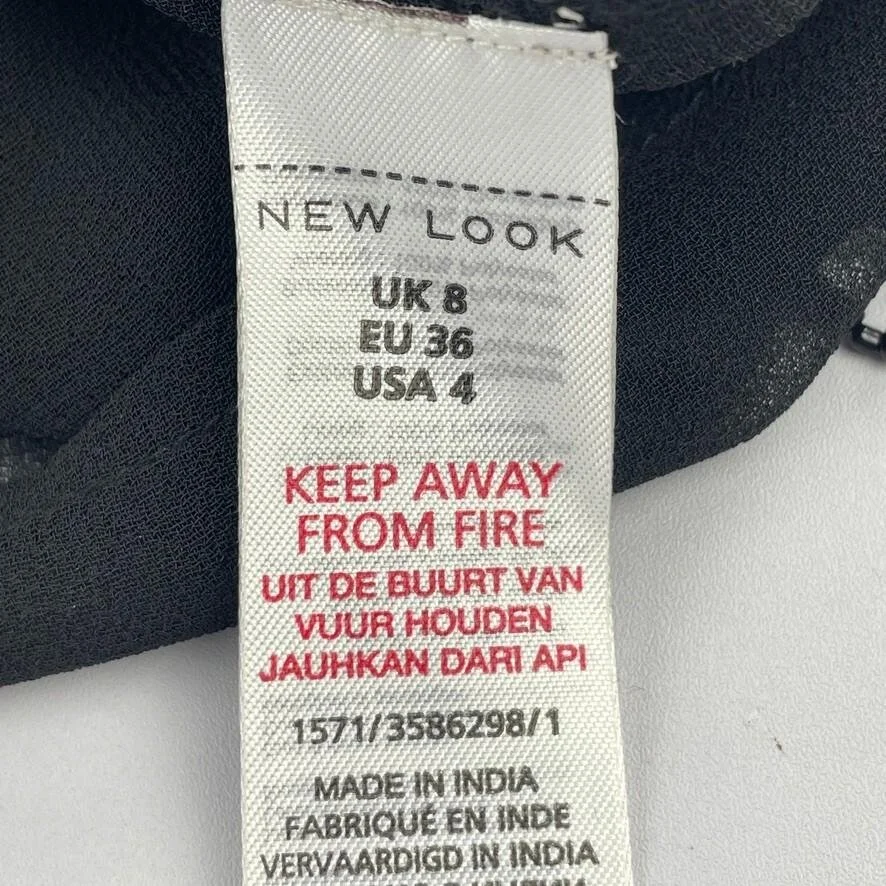 NEW LOOK
UK 8
EU 36
USA 4
KEEP AWAY
FROM FIRE
UIT DE BUURT VAN
VUUR HOUDEN
JAUHKAN DARI API
1571/3586298/1
MADE IN INDIA
FABRIQUÉ EN INDE
VERVAARDIGD IN INDIA